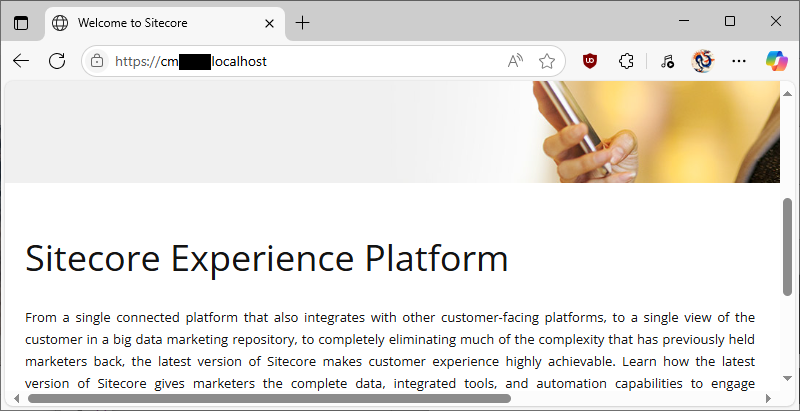 Welcome to Sitecore
https://cm localhost
Sitecore Experience Platform
From a single connected platform that also integrates with other customer-facing platforms, to a single view of the
customer in a big data marketing repository, to completely eliminating much of the complexity that has previously held
marketers back, the latest version of Sitecore makes customer experience highly achievable. Learn how the latest
version of Sitecore gives marketers the complete data, integrated tools, and automation capabilities to engage